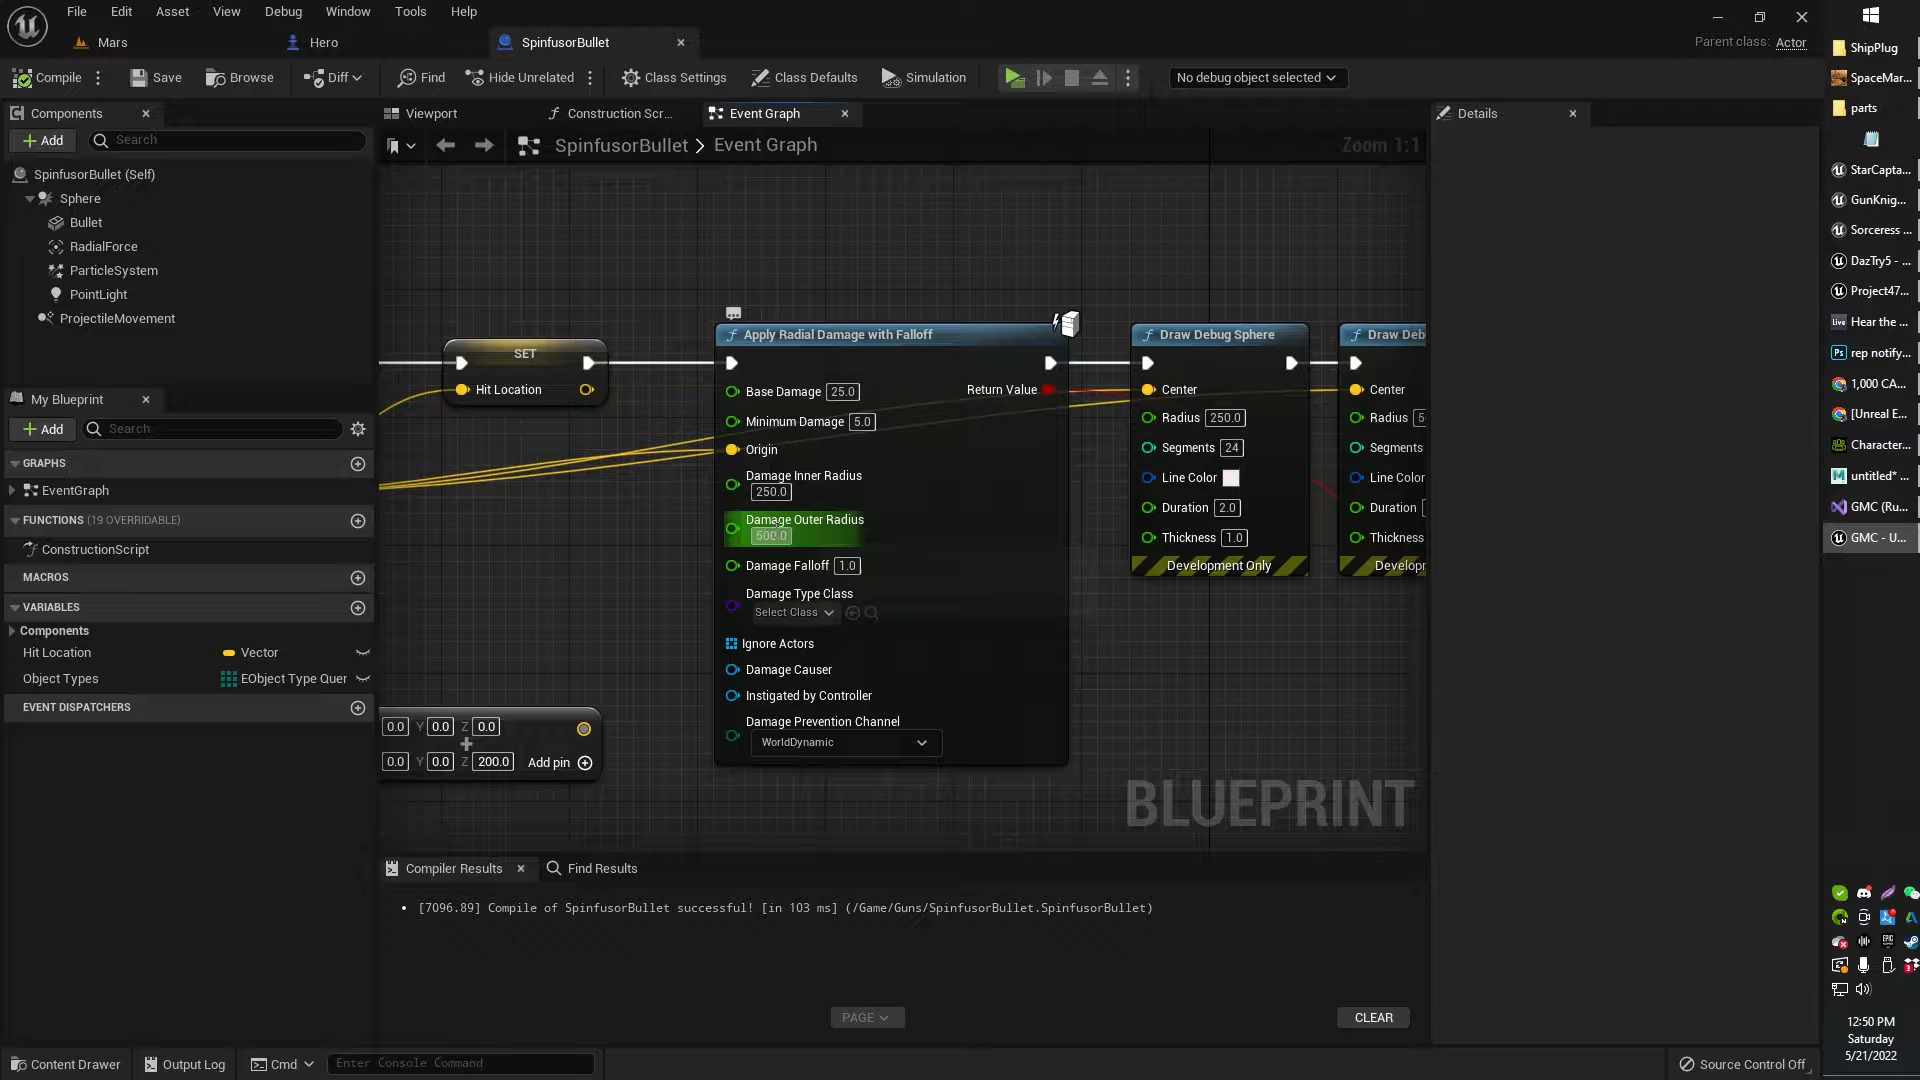 File Edit Asset View Debug Window Tools Help
Mars
Hero
SpinfusorBullet
Parent class: Actor
Compile
Save
Browse
Diff
Find
Hide Unrelated
Class Settings
Class Defaults
Simulation
No debug object selected
Components
Add
Search
SpinfusorBullet (Self)
Sphere
Bullet
RadialForce
ParticleSystem
PointLight
ProjectileMovement
My Blueprint
Add
Search
GRAPHS
EventGraph
FUNCTIONS (19 OVERRIDABLE)
ConstructionScript
MACROS
VARIABLES
Components
Hit Location Vector
Object Types EObject Type Quer
EVENT DISPATCHERS
Viewport
Construction Scr...
Event Graph
SpinfusorBullet > Event Graph
Zoom 1:1
SET
Hit Location
0.0 Y 0.0 Z 0.0
0.0 Y 0.0 Z 200.0 Add pin
Apply Radial Damage with Falloff
Base Damage 25.0
Return Value
Minimum Damage 5.0
Origin
Damage Inner Radius
250.0
Damage Outer Radius
500.0
Damage Falloff 1.0
Damage Type Class
Select Class
Ignore Actors
Damage Causer
Instigated by Controller
Damage Prevention Channel
WorldDynamic
Draw Debug Sphere
Center
Radius 250.0
Segments 24
Line Color
Duration 2.0
Thickness 1.0
Development Only
Draw Deb
Center
Radius 5
Segments
Line Color
Duration
Thickness
Developr
BLUEPRINT
Compiler Results
Find Results
[7096.89] Compile of SpinfusorBullet successful! [in 103 ms] (/Game/Guns/SpinfusorBullet.SpinfusorBullet)
PAGE
CLEAR
Details
Content Drawer
Output Log
Cmd
Enter Console Command
Source Control Off
ShipPlug
SpaceMar...
parts
StarCapta...
GunKnig...
Sorceress ...
DazTry5 - ...
Project47...
Live Hear the ...
Ps rep notify...
1,000 CA...
[Unreal E...
Character...
untitled* ...
GMC (Ru...
GMC - U...
12:50 PM
Saturday
5/21/2022